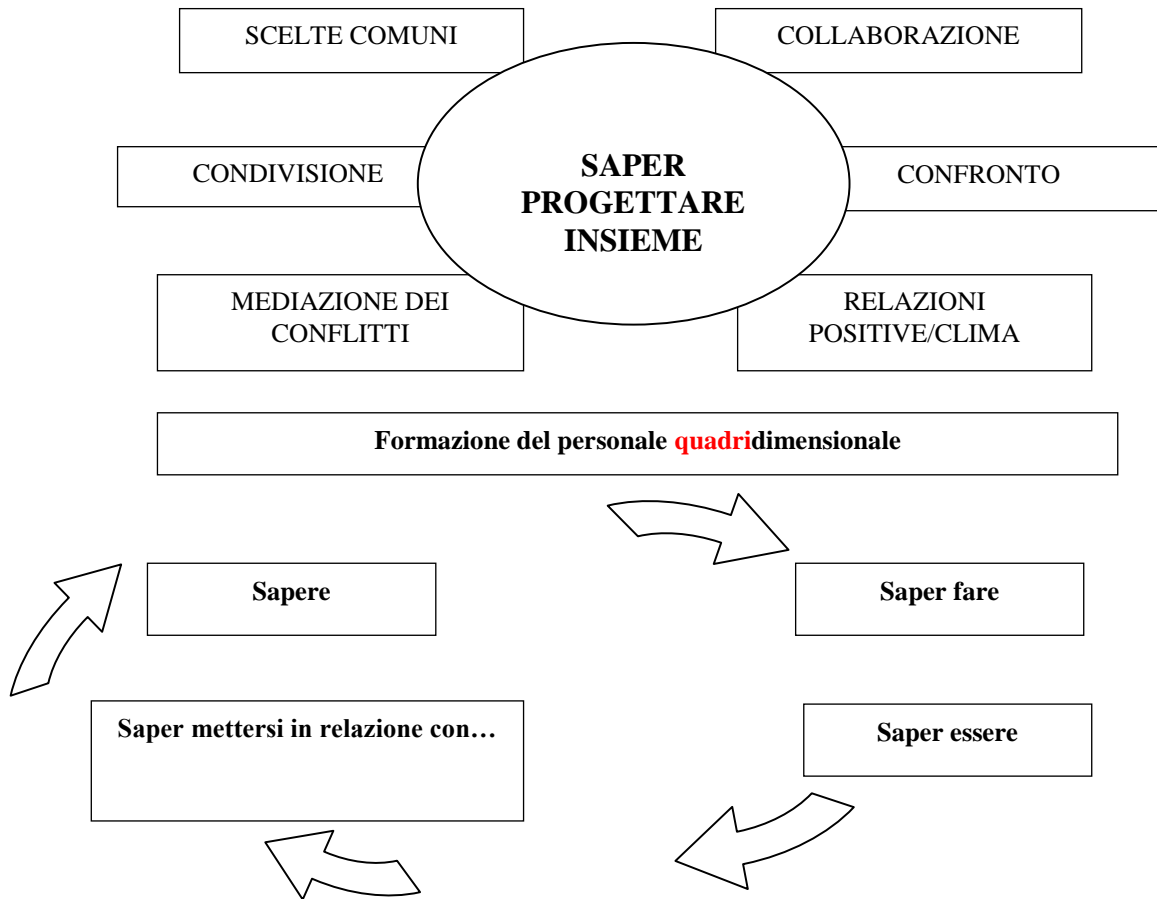 SCELTE COMUNI
COLLABORAZIONE
SAPER
PROGETTARE
INSIEME
CONDIVISIONE
CONFRONTO
MEDIAZIONE DEI
CONFLITTI
RELAZIONI
POSITIVE/CLIMA
Formazione del personale quadridimensionale
Sapere
Saper fare
Saper mettersi in relazione con…
Saper essere